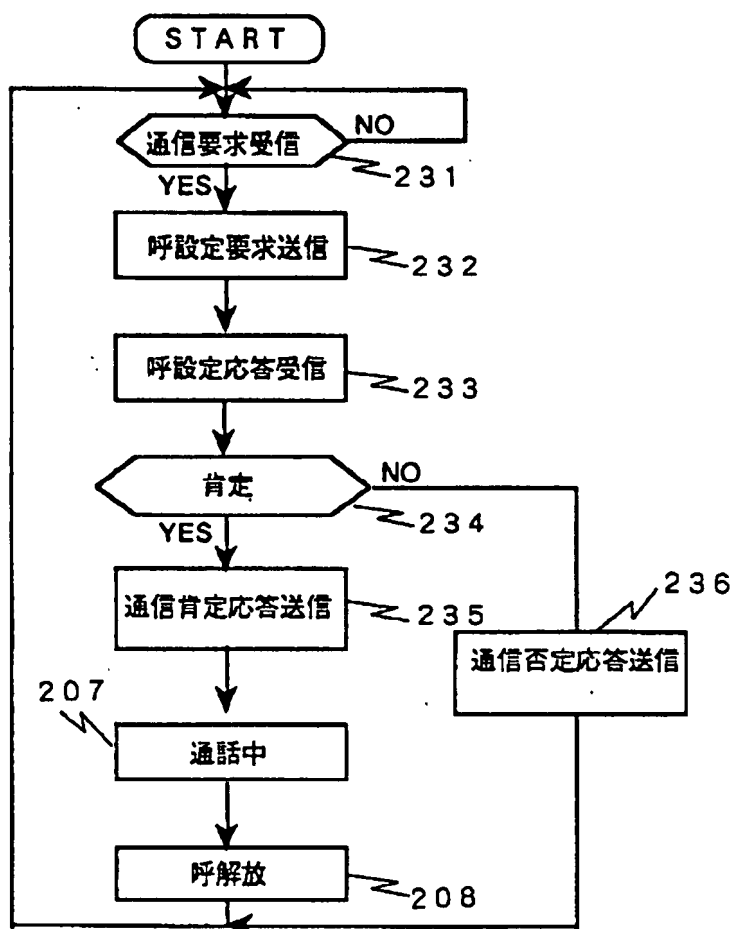 START
通信要求受信
NO
231
YES
呼設定要求送信
232
呼設定応答受信
233
肯定
NO
234
YES
通信肯定応答送信
235
236
通信否定応答送信
207
通話中
呼解放
208